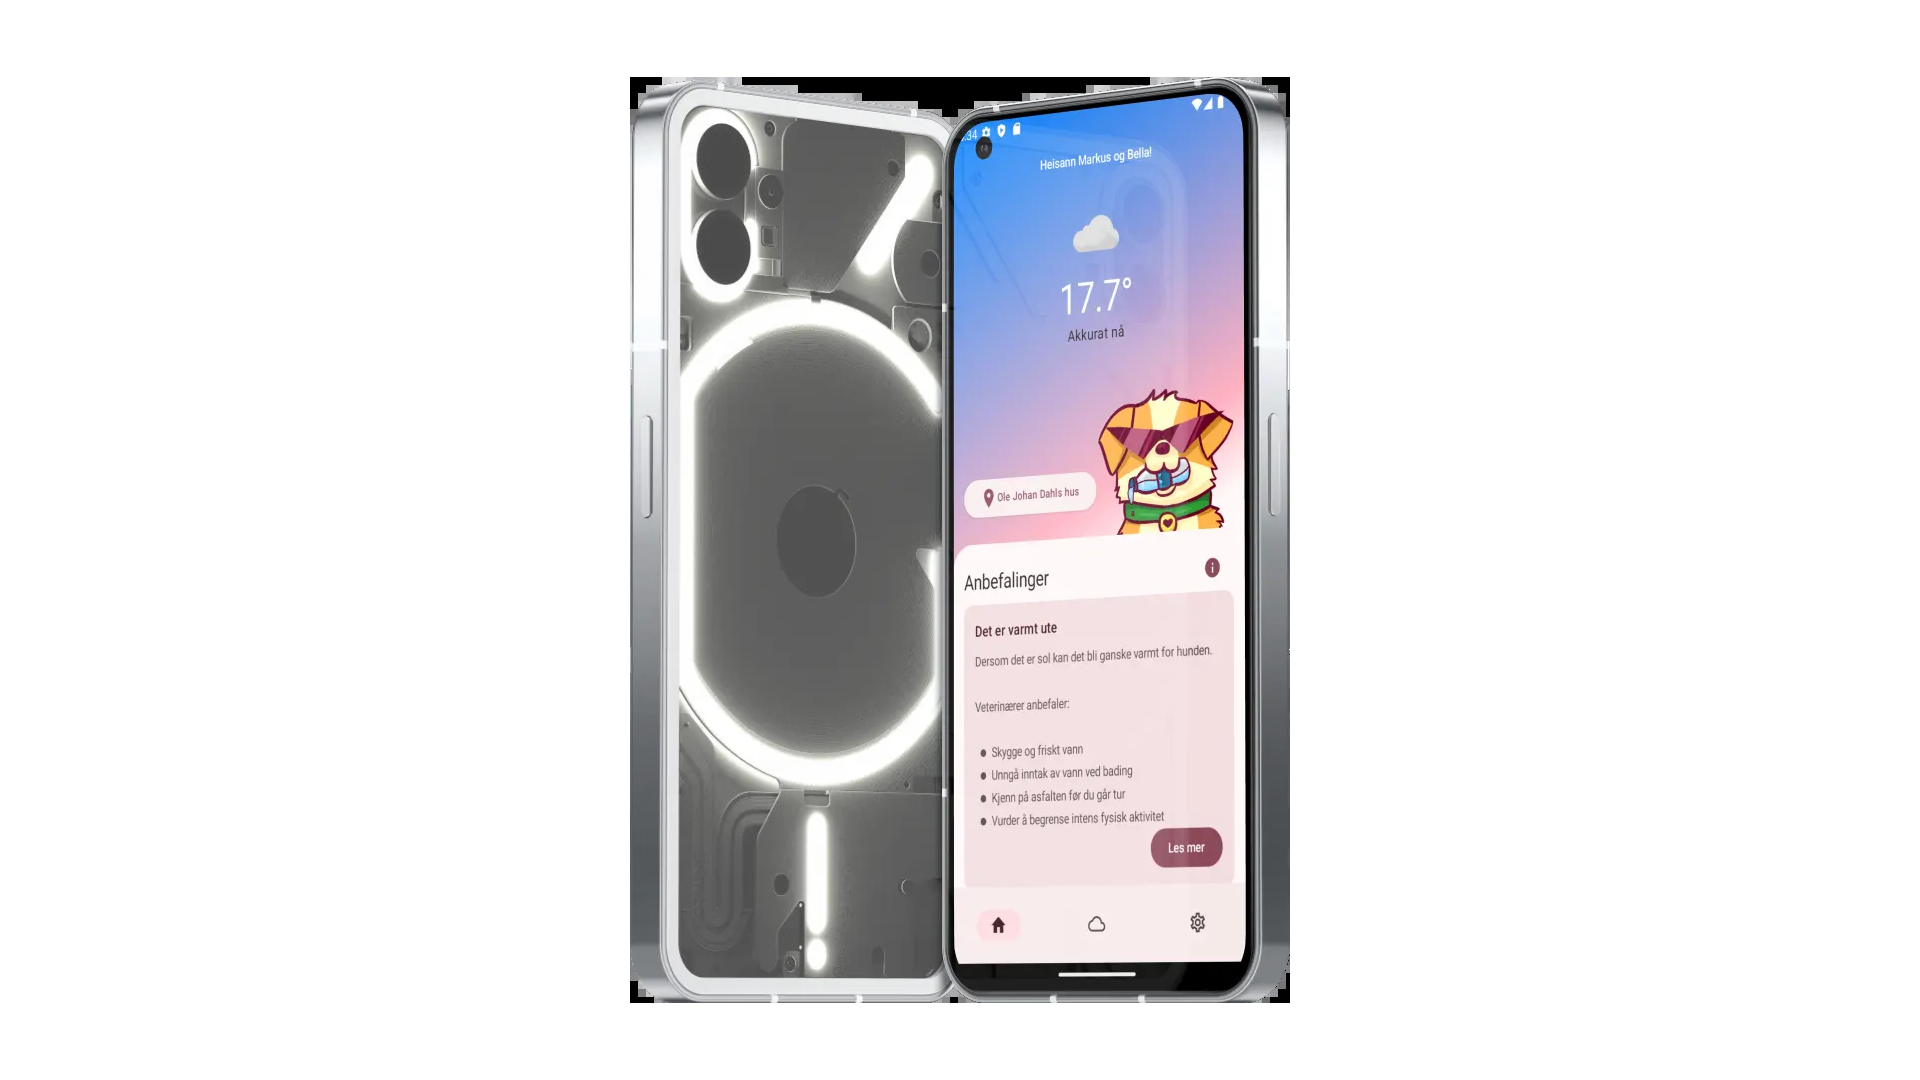 :34
Heisann Markus og Bella!
17.7°
Akkurat nå
Ole Johan Dahls hus
Anbefalinger
Det er varmt ute
Dersom det er sol kan det bli ganske varmt for hunden.
Veterinærer anbefaler:
● Skygge og friskt vann
● Unngå inntak av vann ved bading
● Kjenn på asfalten før du går tur
● Vurder å begrense intens fysisk aktivitet
Les mer